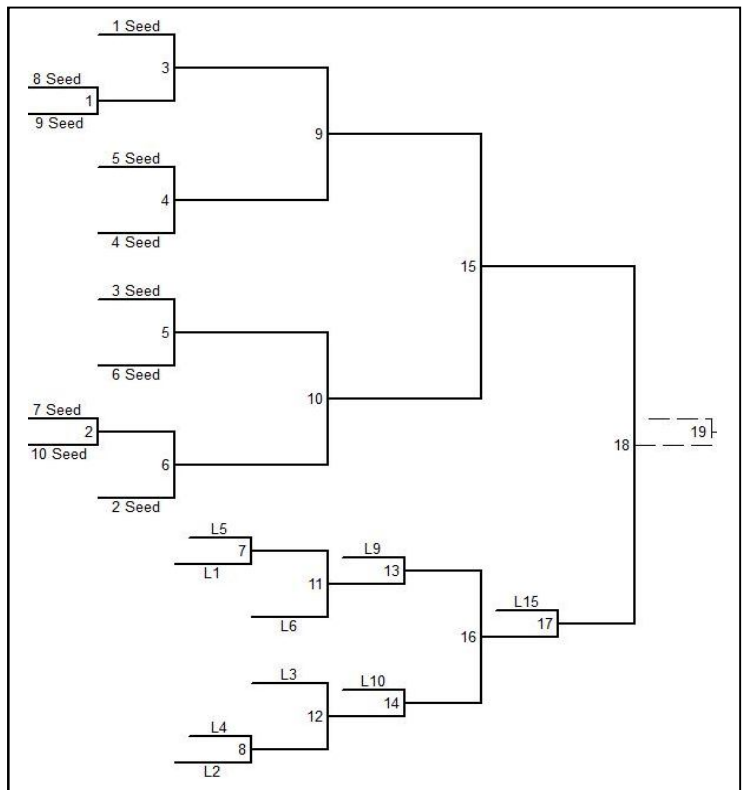 1 Seed
3
8 Seed
1
9 Seed
9
5 Seed
4
4 Seed
15
3 Seed
5
6 Seed
10
7 Seed
2
10 Seed
6
2 Seed
19
18
L5
7
L1
L9
13
11
L6
L15
17
16
L3
L10
14
12
L4
8
L2